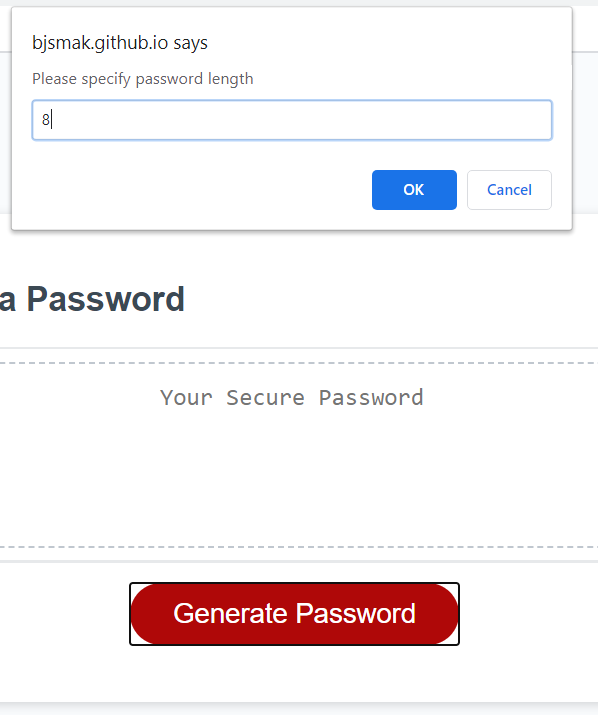 bjsmak.github.io says
Please specify password length
8
OK
Cancel
a Password
Your Secure Password
Generate Password